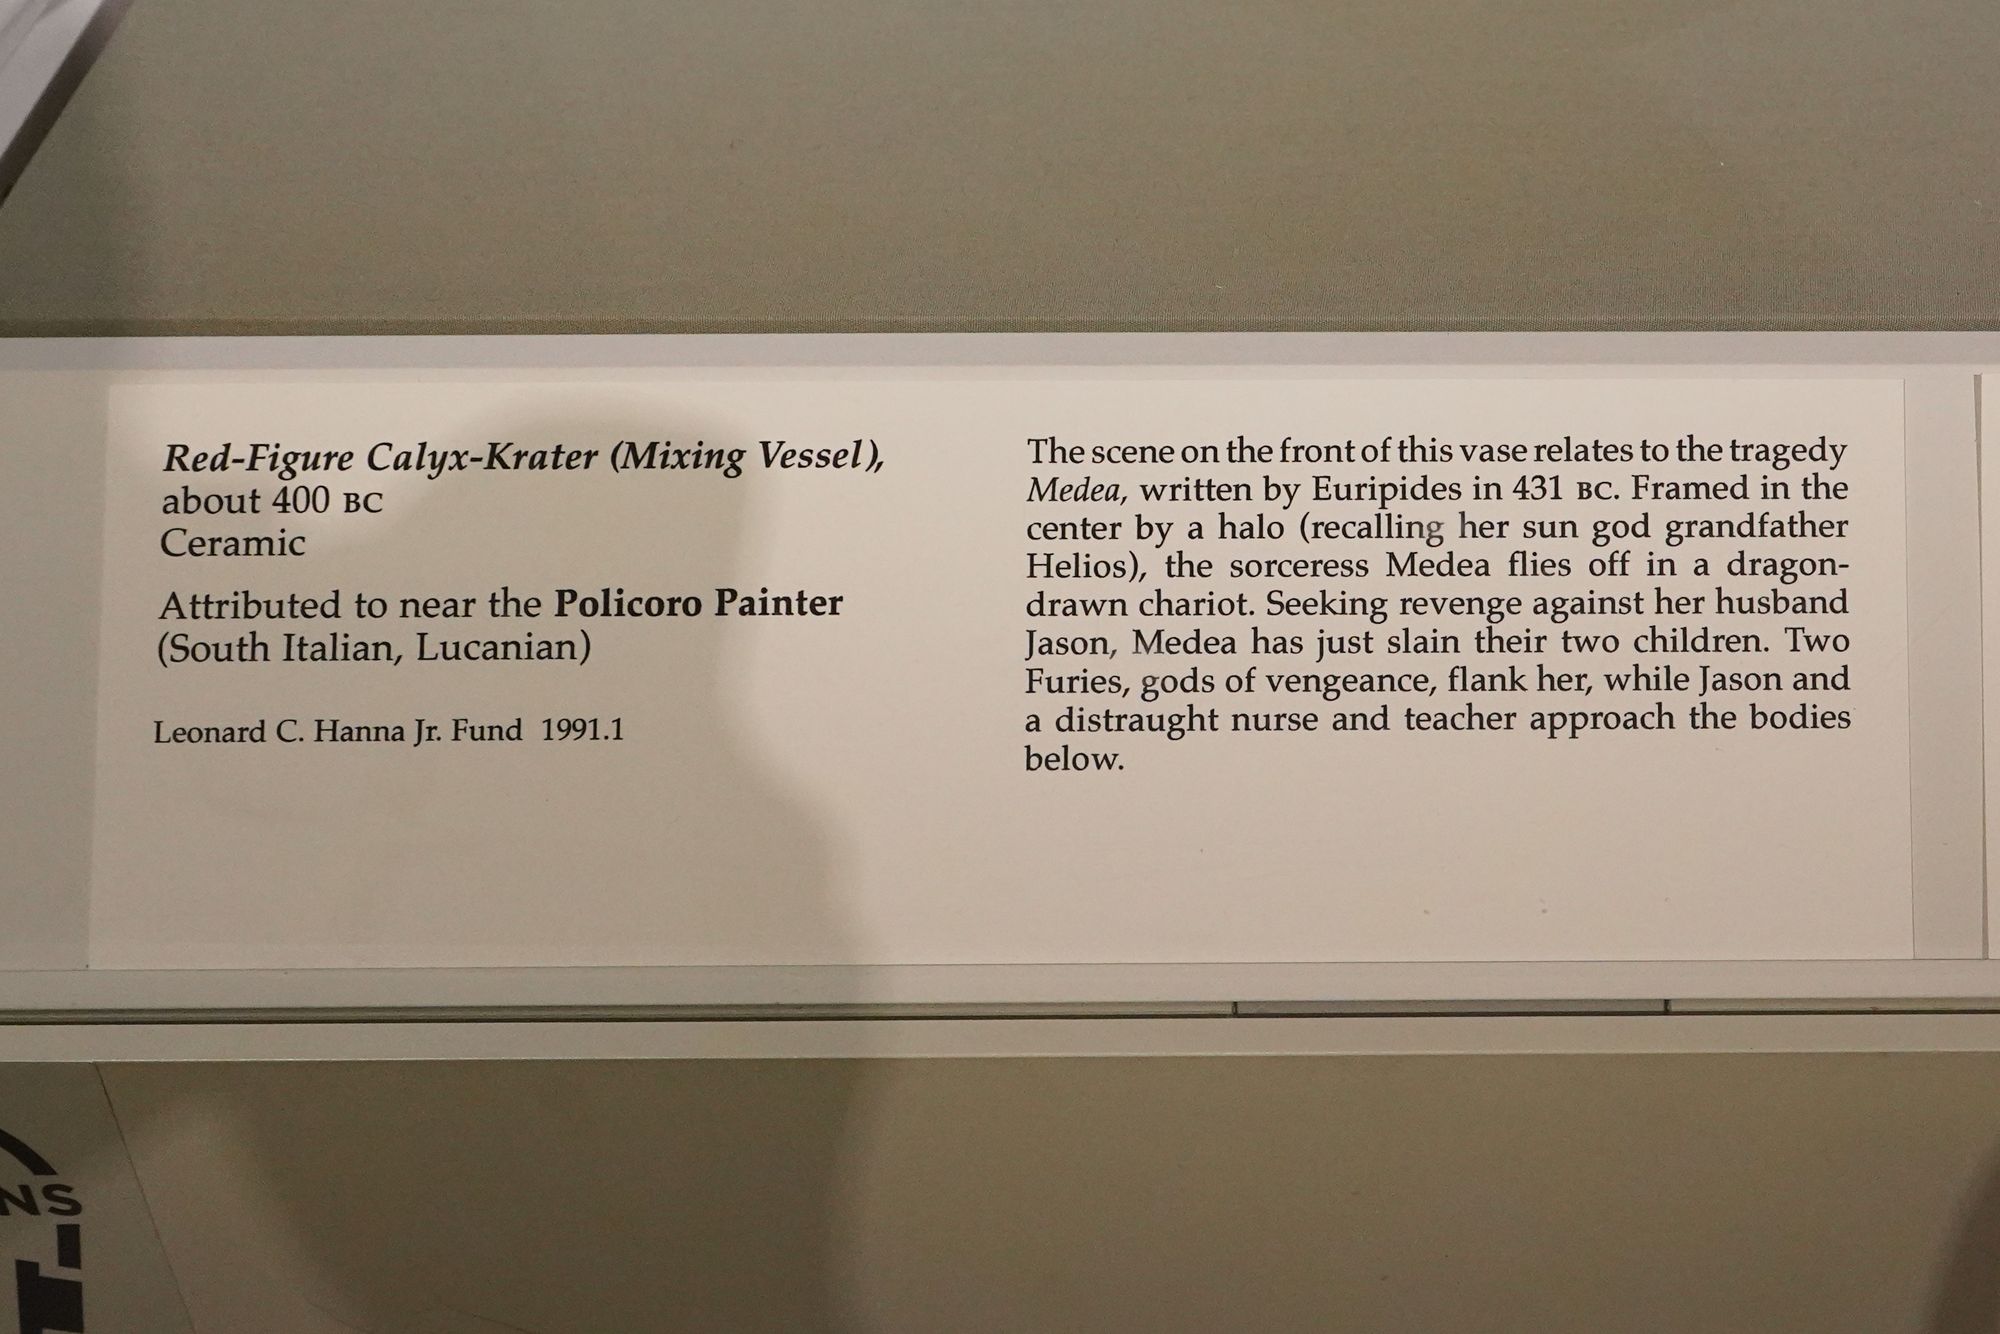 Red-Figure Calyx-Krater (Mixing Vessel),
about 400 BC
Ceramic
Attributed to near the Policoro Painter
(South Italian, Lucanian)
Leonard C. Hanna Jr. Fund 1991.1
The scene on the front of this vase relates to the tragedy
Medea, written by Euripides in 431 BC. Framed in the
center by a halo (recalling her sun god grandfather
Helios), the sorceress Medea flies off in a dragon-
drawn chariot. Seeking revenge against her husband
Jason, Medea has just slain their two children. Two
Furies, gods of vengeance, flank her, while Jason and
a distraught nurse and teacher approach the bodies
below.
NS